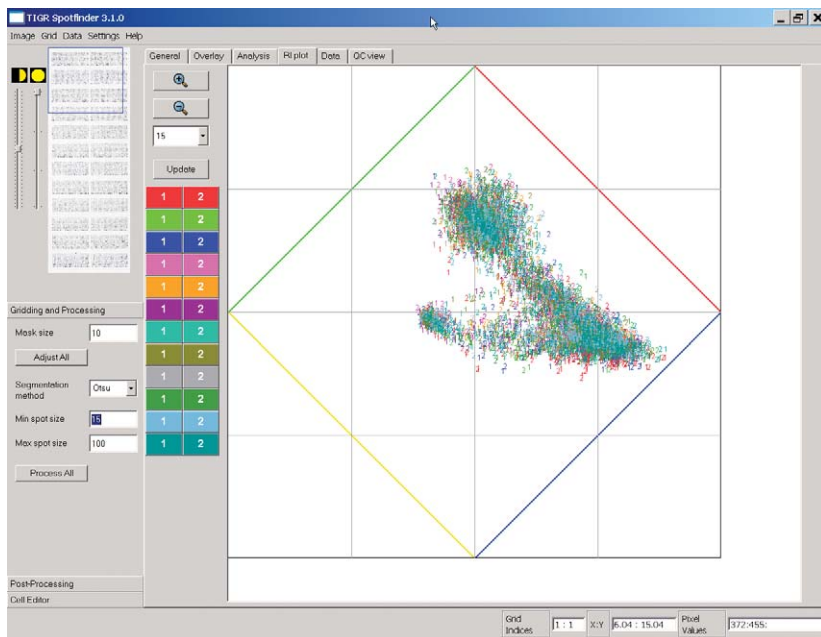 TIGR Spotfinder 3.1.0
Image Grid Data Settings Help
General Overlay Analysis RI plot Data QC view
15
Update
1 2
1 2
1 2
1 2
1 2
1 2
1 2
1 2
1 2
1 2
1 2
1 2
Gridding and Processing
Mask size 10
Adjust All
Segmentation method Otsu
Min spot size 15
Max spot size 100
Process All
Post-Processing
Cell Editor
Grid Indices 1 : 1 X:Y 6.04 : 15.04 Pixel Values 372:455: